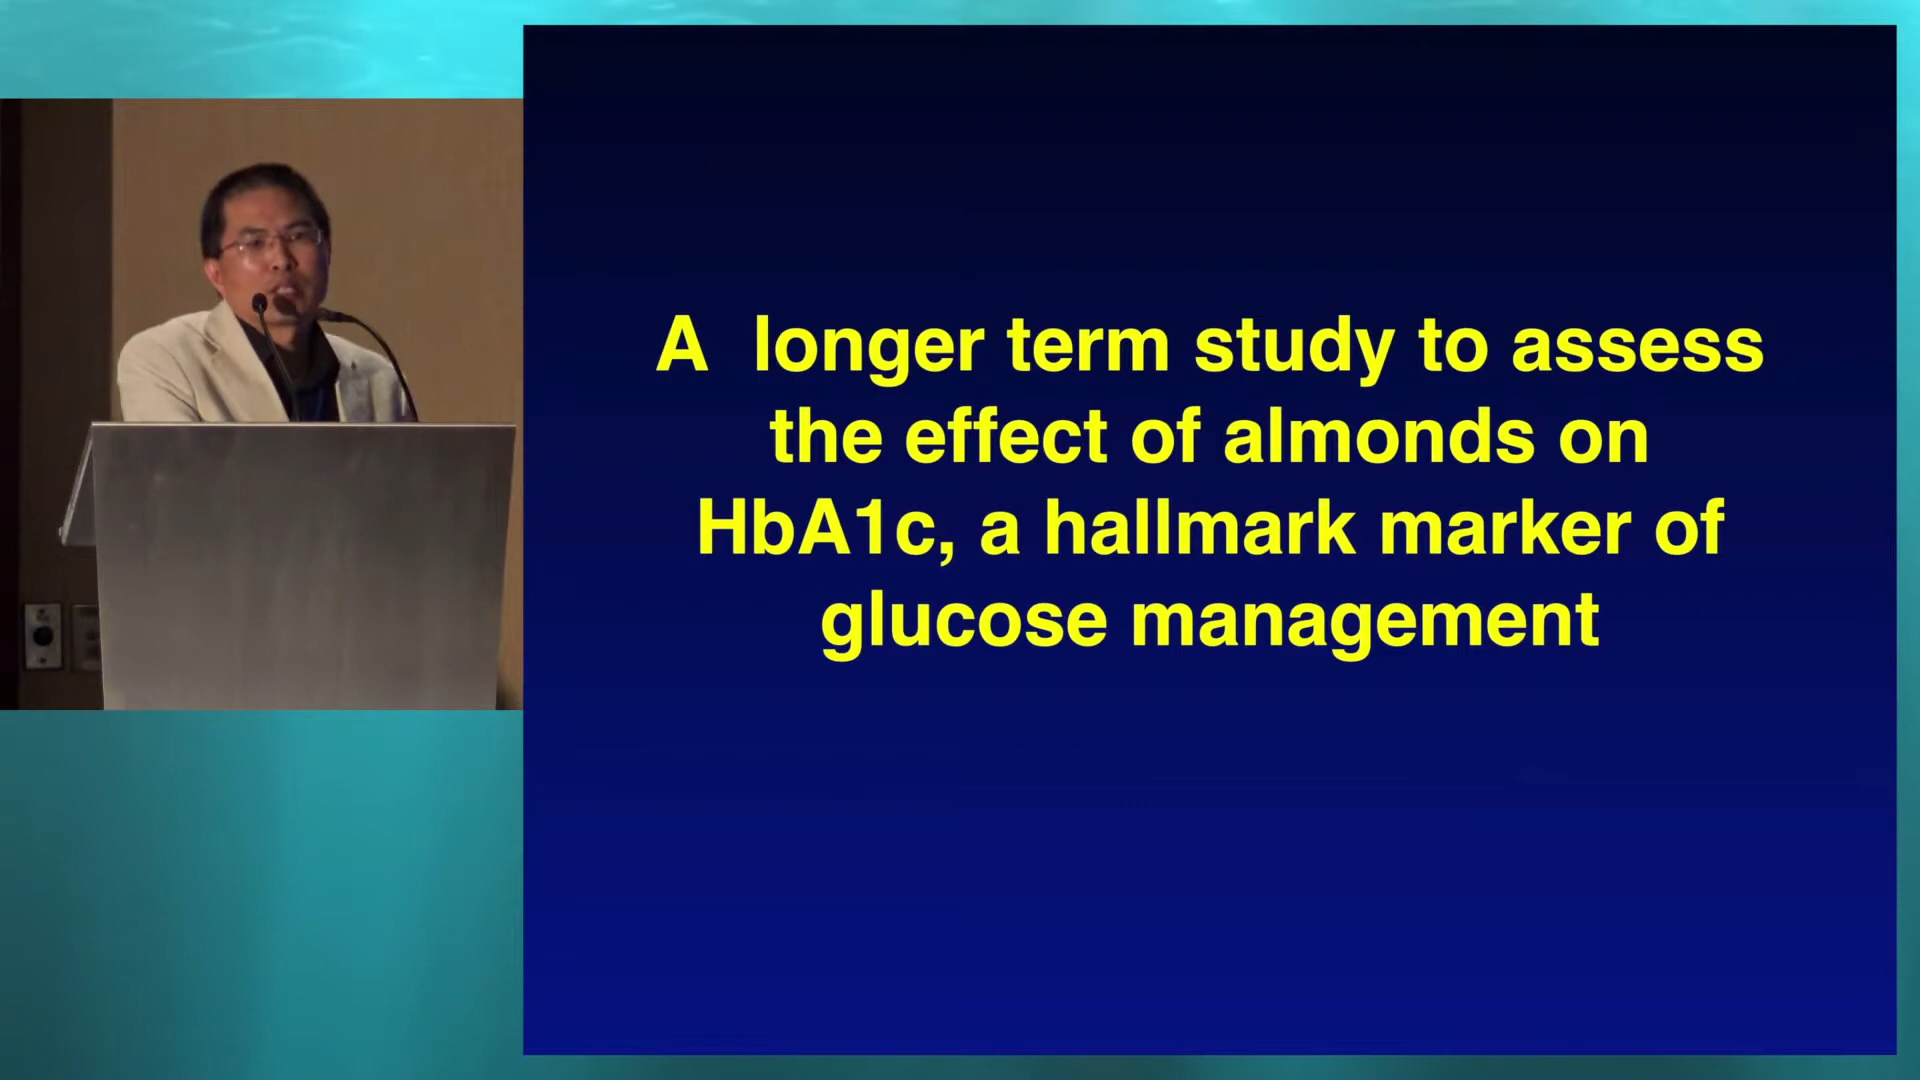 A longer term study to assess
the effect of almonds on
HbA1c, a hallmark marker of
glucose management